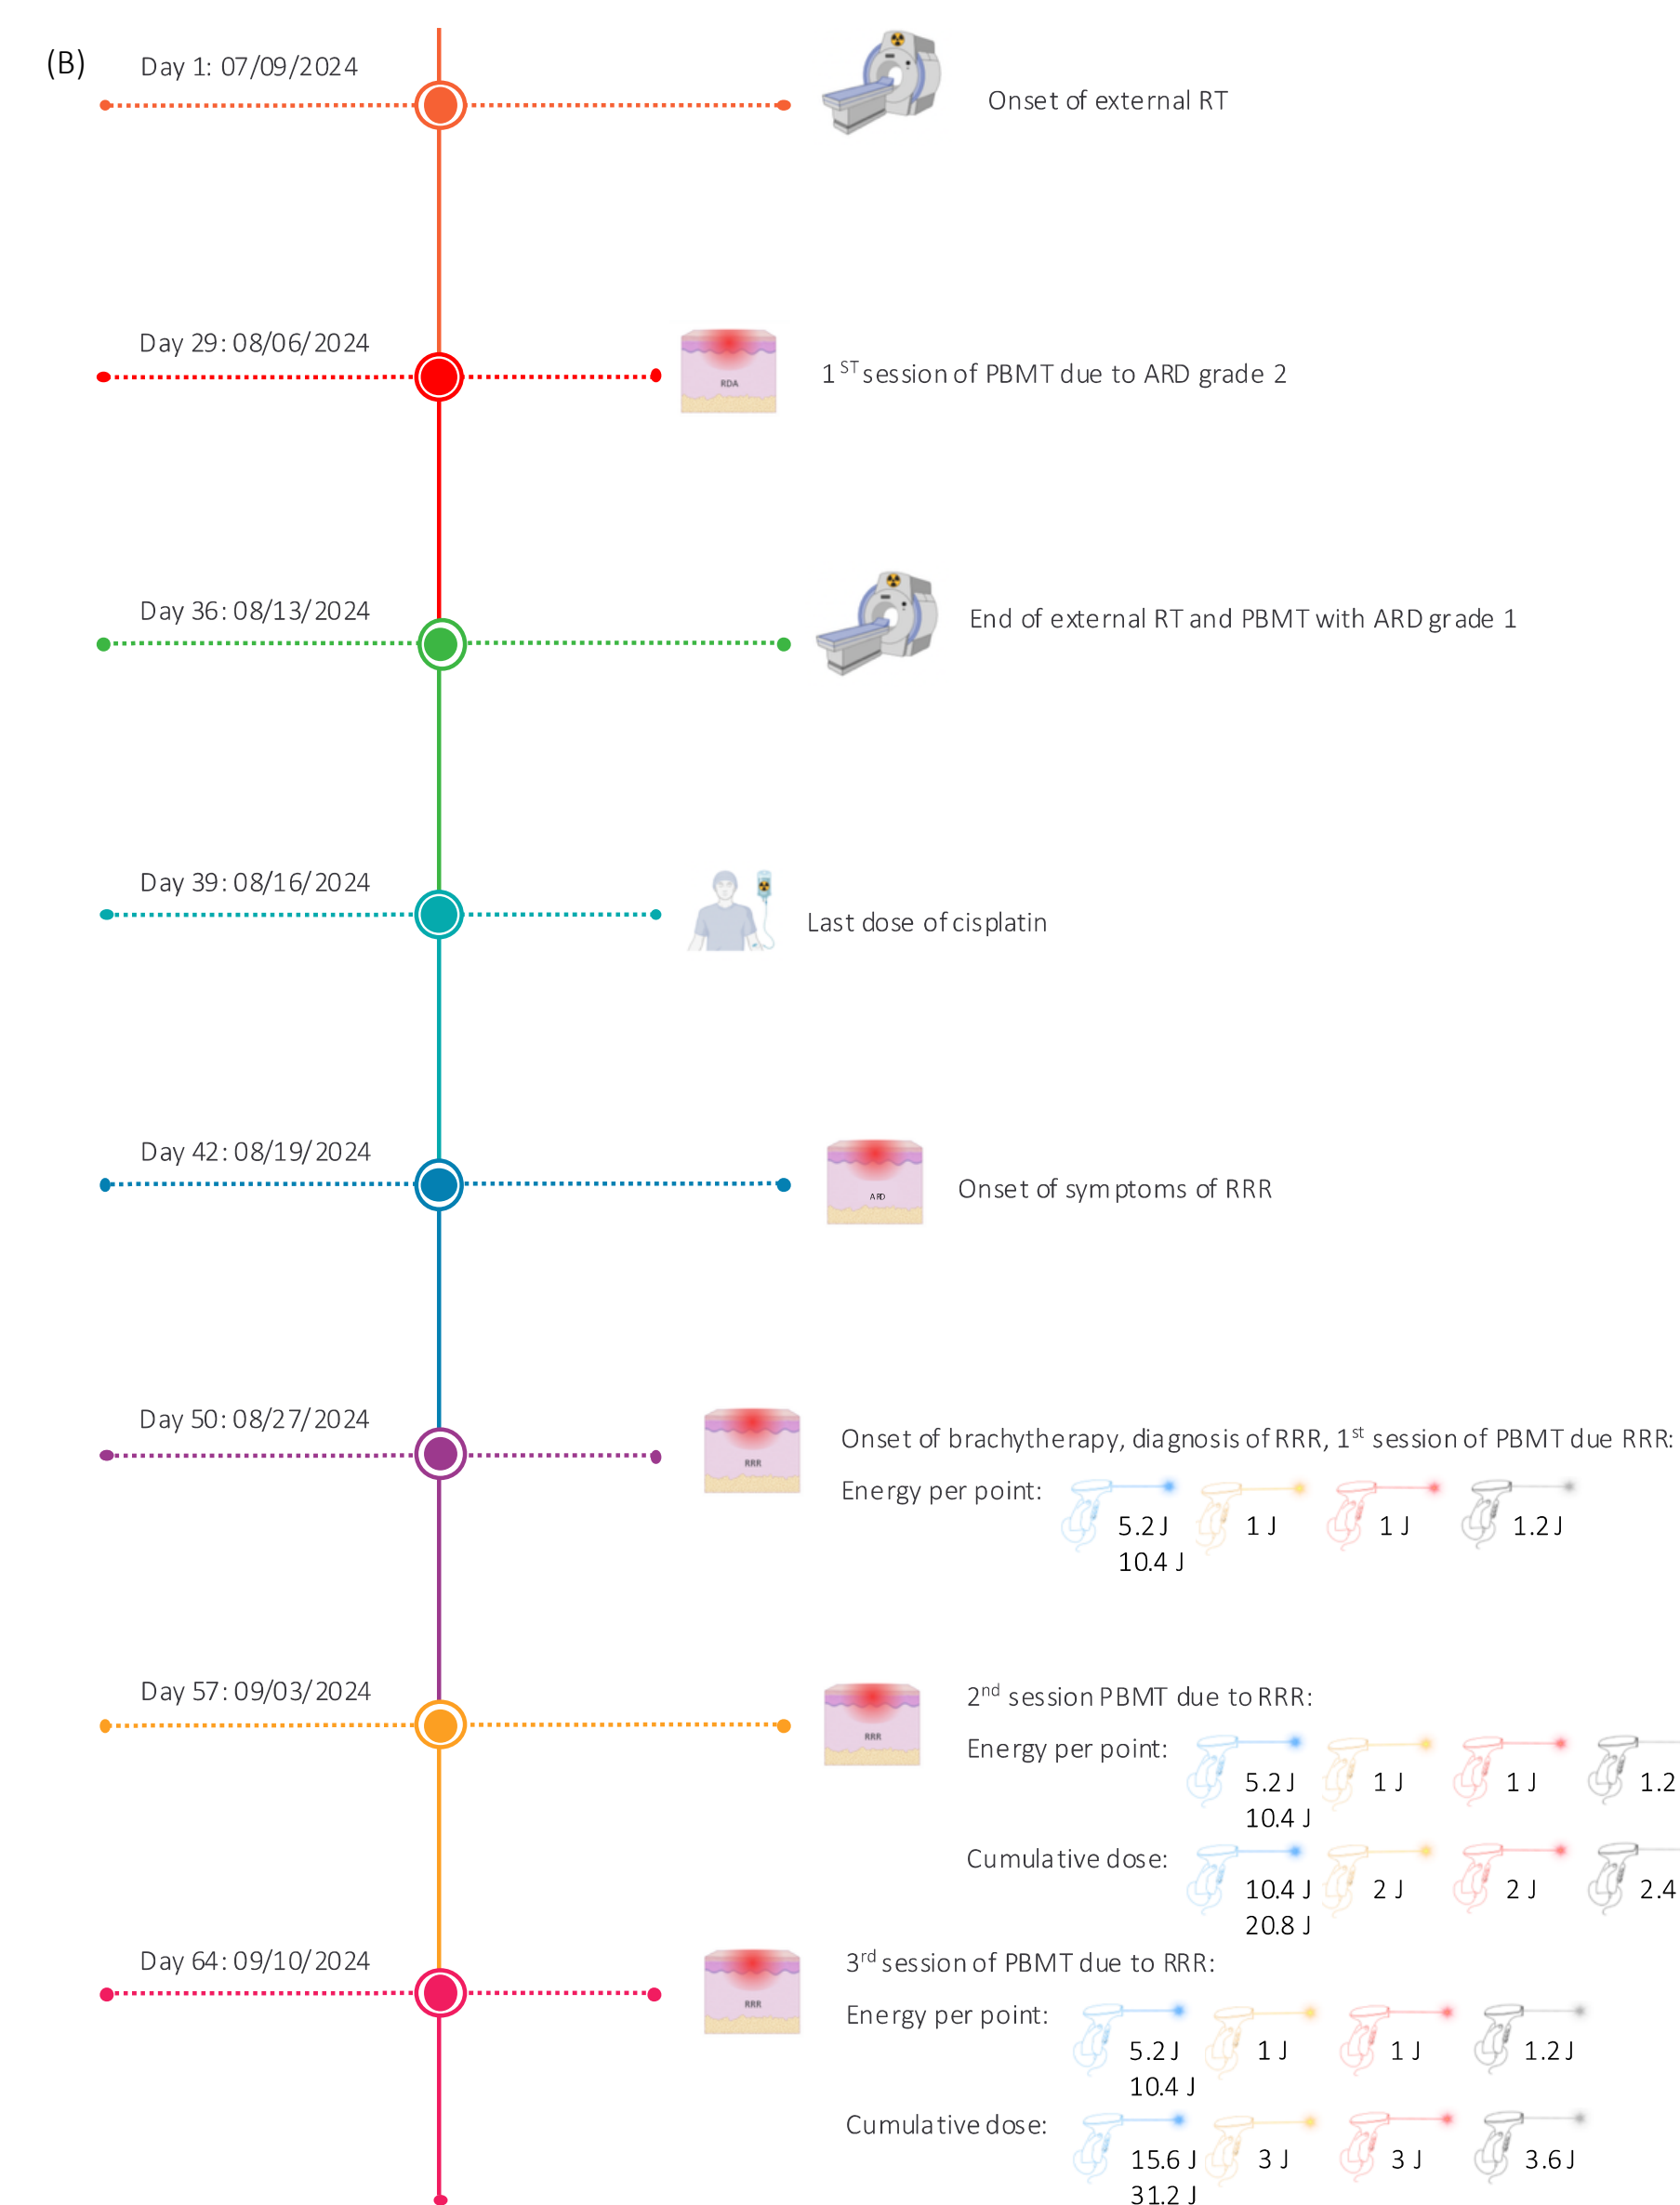 (B)
Day 1: 07/09/2024
Onset of external RT
Day 29: 08/06/2024
RDA
1ST session of PBMT due to ARD grade 2
Day 36: 08/13/2024
End of external RT and PBMT with ARD grade 1
Day 39: 08/16/2024
Last dose of cisplatin
Day 42: 08/19/2024
ARD
Onset of symptoms of RRR
Day 50: 08/27/2024
RRR
Onset of brachytherapy, diagnosis of RRR, 1st session of PBMT due RRR:
Energy per point:
5.2 J 1 J 1 J 1.2 J
10.4 J
Day 57: 09/03/2024
RRR
2nd session PBMT due to RRR:
Energy per point:
5.2 J 1 J 1 J 1.2
10.4 J
Cumulative dose:
10.4 J 2 J 2 J 2.4
20.8 J
Day 64: 09/10/2024
RRR
3rd session of PBMT due to RRR:
Energy per point:
5.2 J 1 J 1 J 1.2 J
10.4 J
Cumulative dose:
15.6 J 3 J 3 J 3.6 J
31.2 J